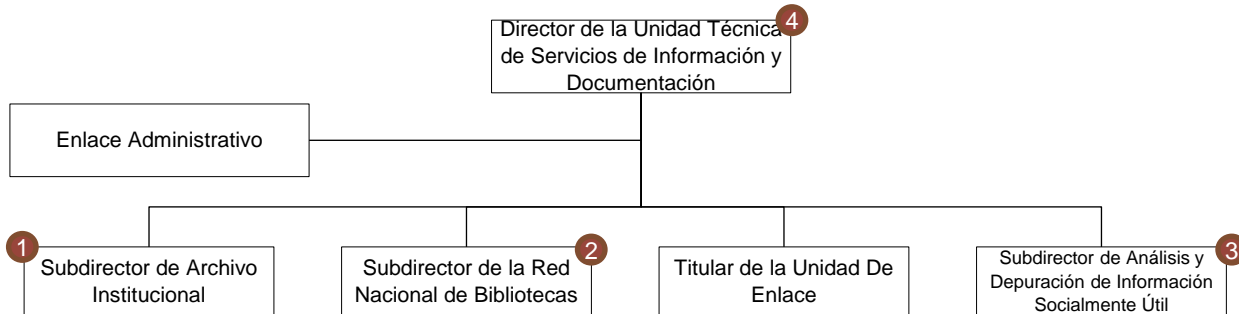 4
Director de la Unidad Técnica
de Servicios de Información y
Documentación
Enlace Administrativo
1
Subdirector de Archivo
Institucional
2
Subdirector de la Red
Nacional de Bibliotecas
Titular de la Unidad De
Enlace
3
Subdirector de Análisis y
Depuración de Información
Socialmente Útil